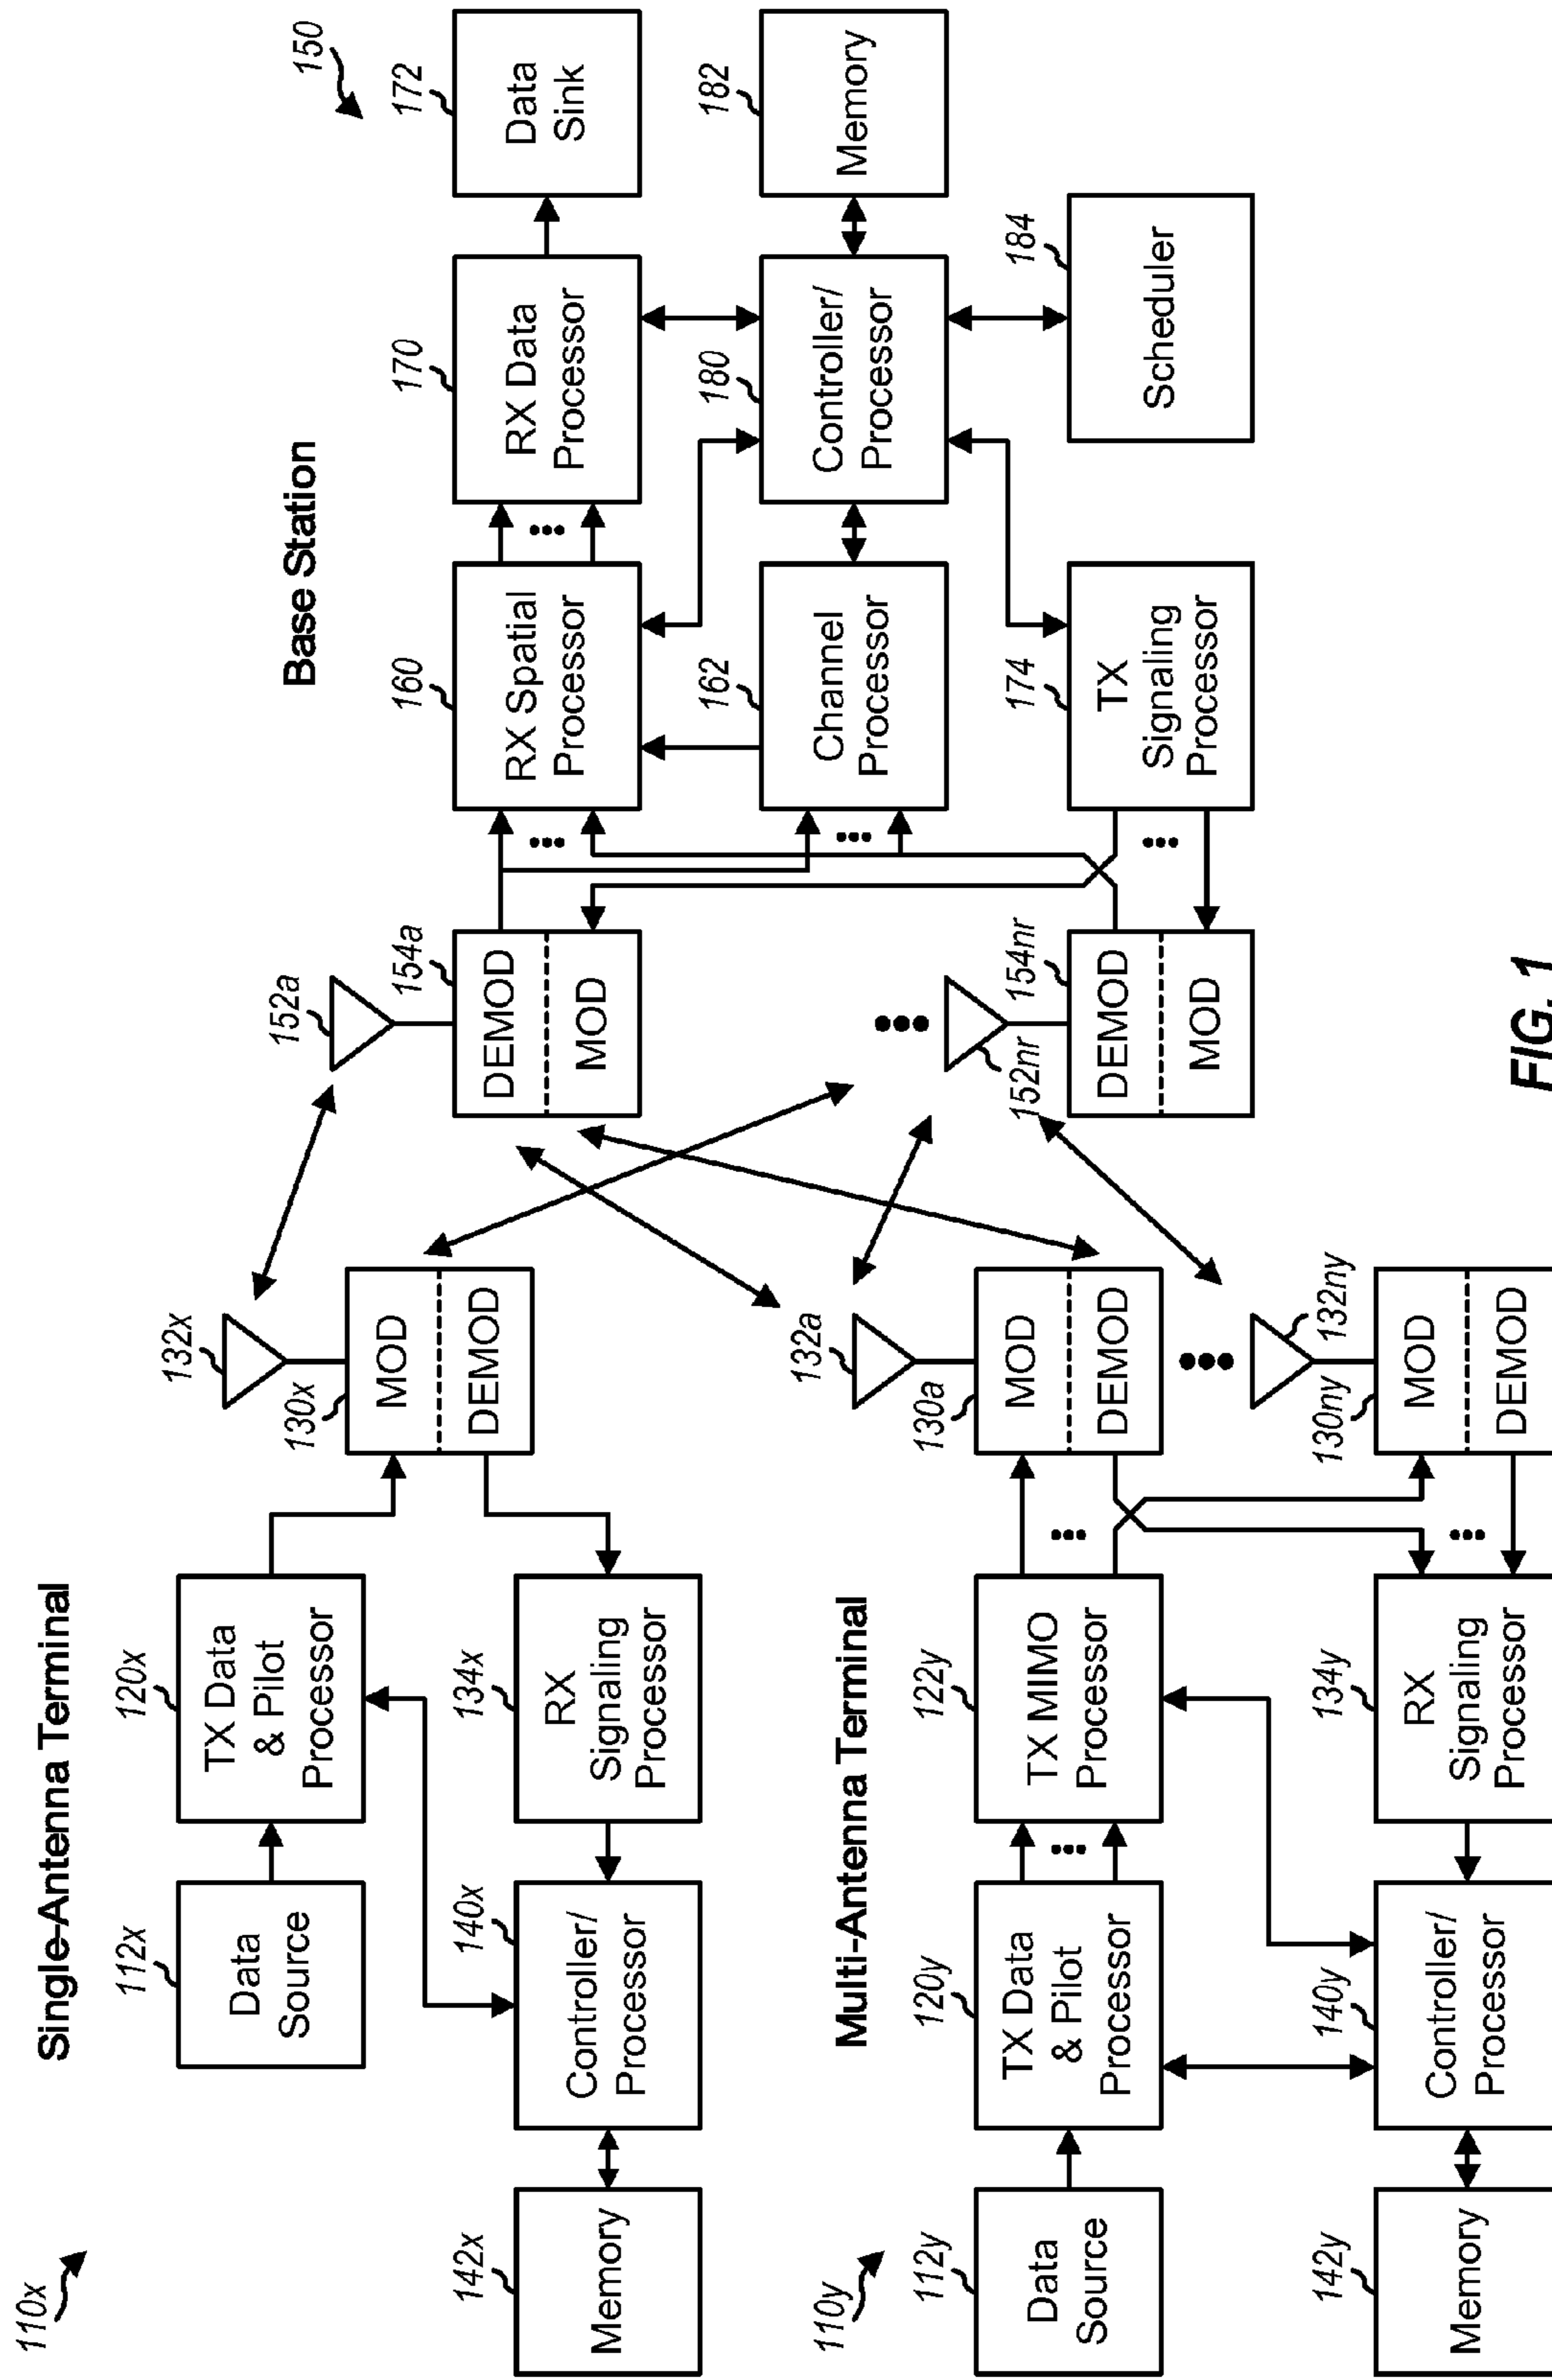 110x
Single-Antenna Terminal
112x
Data
Source
120x
TX Data
& Pilot
Processor
132x
130x
MOD
DEMOD
142x
Memory
140x
Controller/
Processor
134x
RX
Signaling
Processor
110y
Multi-Antenna Terminal
112y
Data
Source
120y
TX Data
& Pilot
Processor
122y
TX MIMO
Processor
132a
130a
MOD
DEMOD
...
142y
Memory
140y
Controller/
Processor
134y
RX
Signaling
Processor
132ny
130ny
MOD
DEMOD
150
Base Station
152a
154a
DEMOD
MOD
160
RX Spatial
Processor
170
RX Data
Processor
172
Data
Sink
162
Channel
Processor
180
Controller/
Processor
182
Memory
152nr
154nr
DEMOD
MOD
174
TX
Signaling
Processor
184
Scheduler
FIG. 1